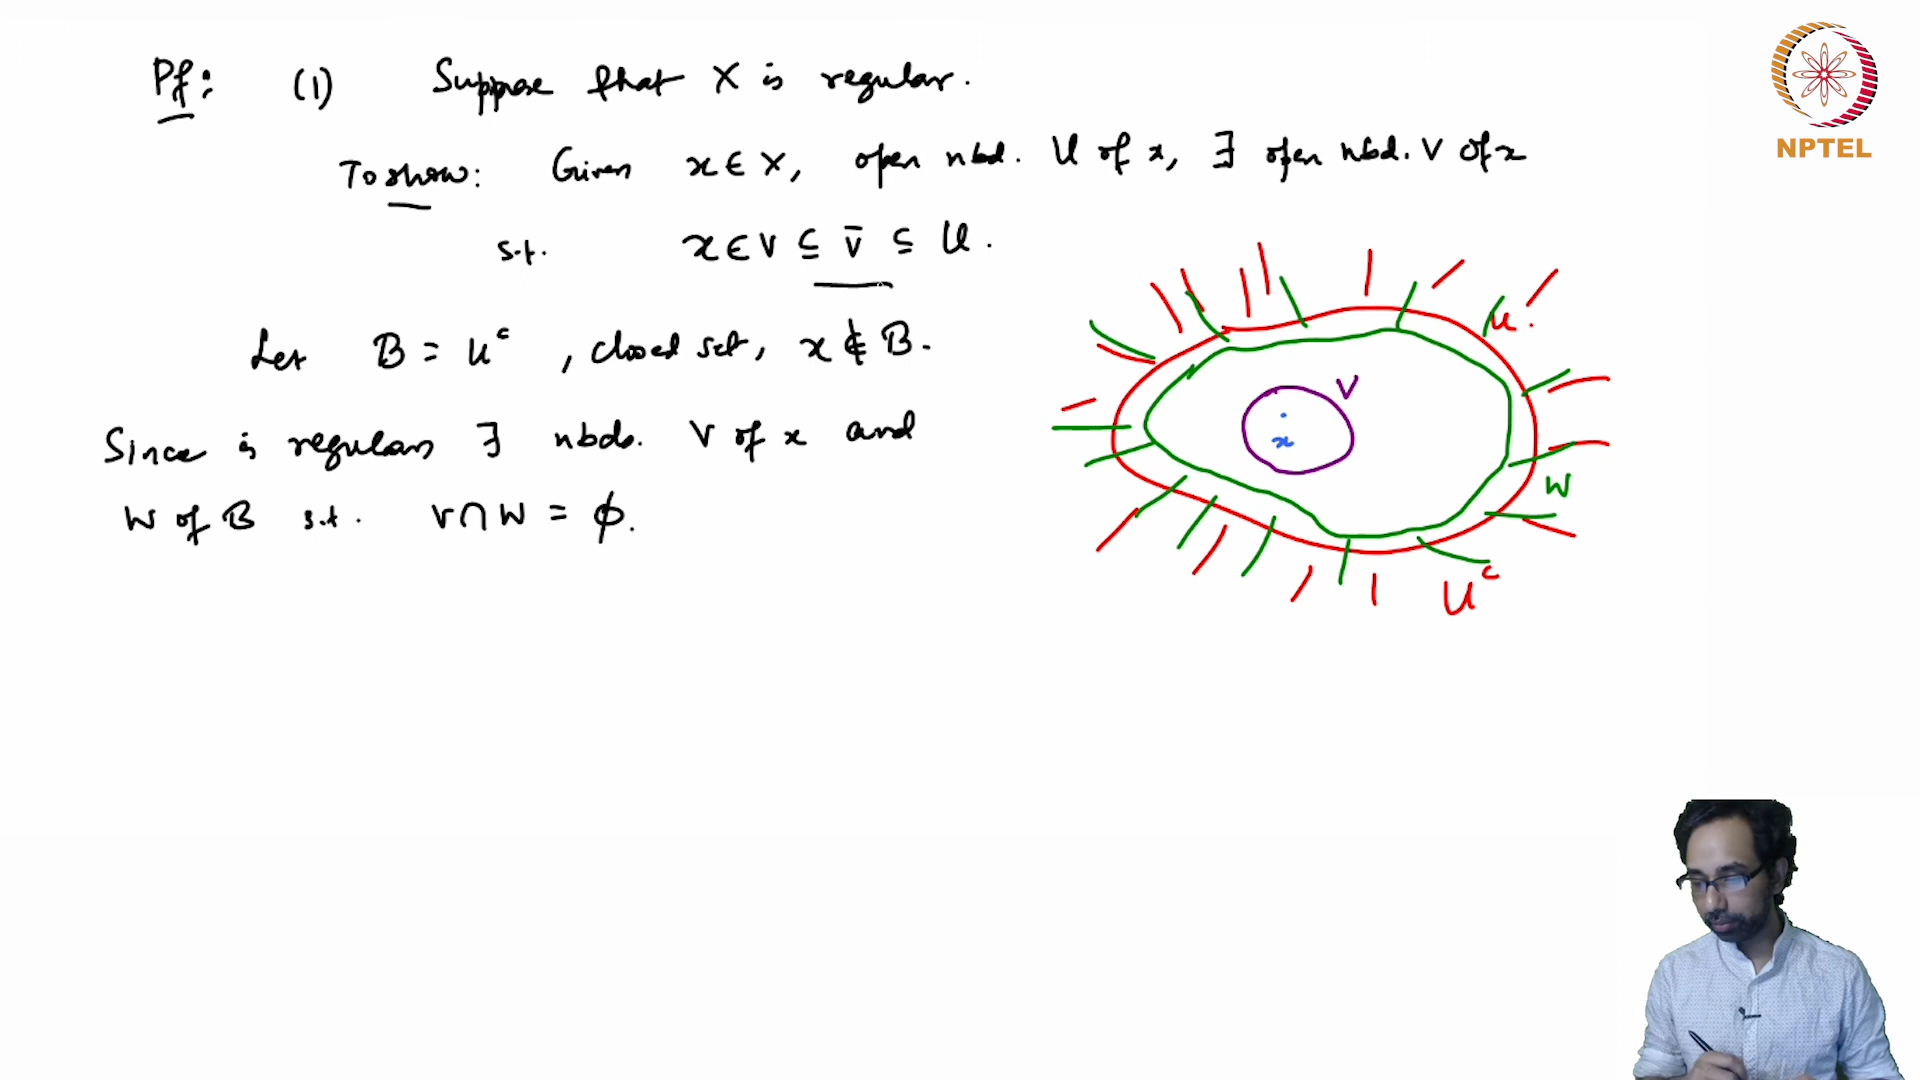 Pf: (1) Suppose that X is regular.
To show: Given x ∈ X, open nbd. U of x, ∃ open nbd. V of x
s.t. x ∈ V ⊆ V̄ ⊆ U.
Let B = U^c, closed set, x ∉ B.
Since is regular ∃ nbds. V of x and
W of B s.t. V ∩ W = ϕ.
U.
V
x
W
U^c
NPTEL